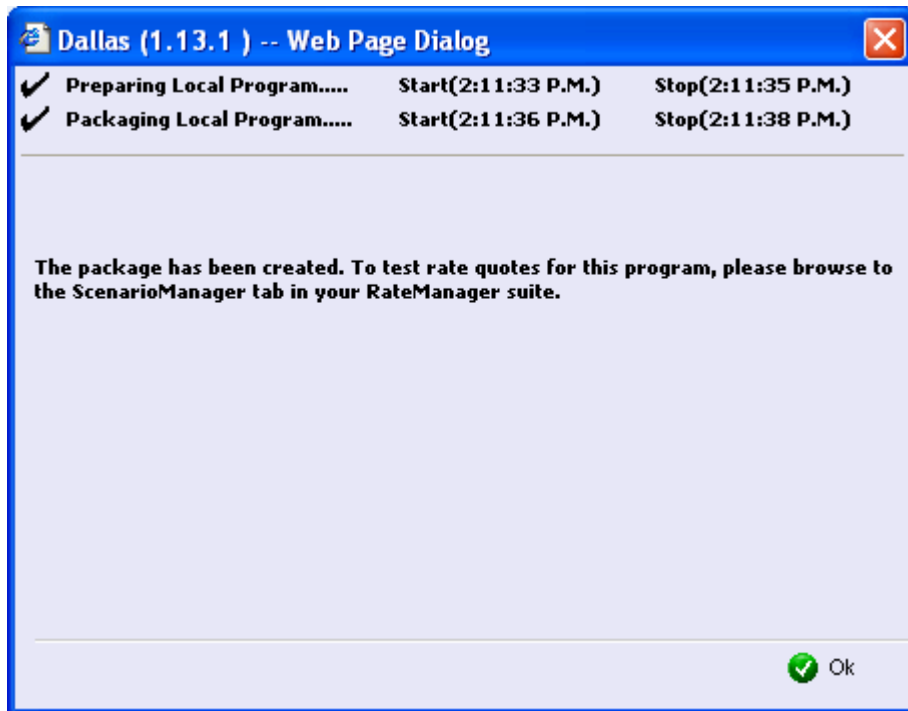 Dallas (1.13.1 ) -- Web Page Dialog
Preparing Local Program..... Start(2:11:33 P.M.) Stop(2:11:35 P.M.)
Packaging Local Program..... Start(2:11:36 P.M.) Stop(2:11:38 P.M.)
The package has been created. To test rate quotes for this program, please browse to
the ScenarioManager tab in your RateManager suite.
Ok